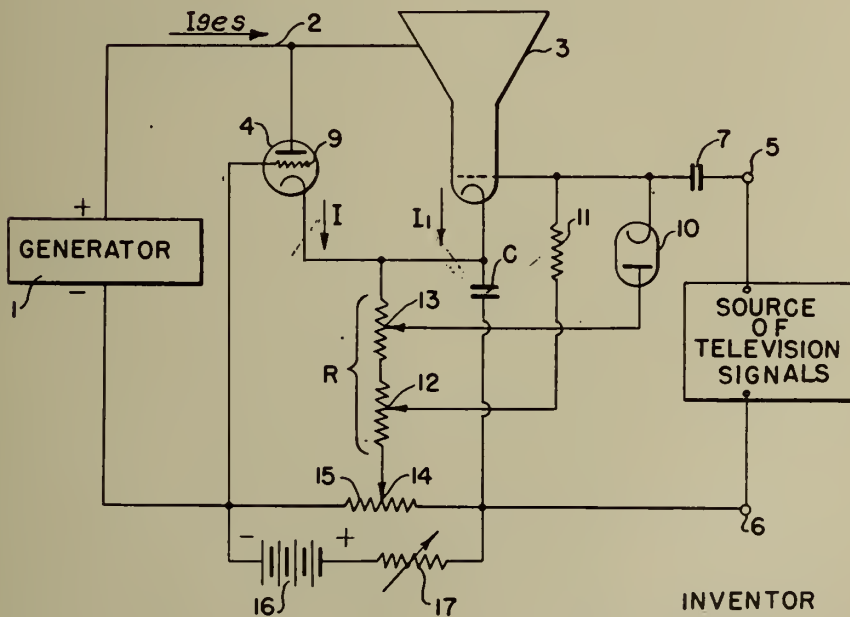 Iges 2
3
4 9
7 5
+
I I₁ 11 10
GENERATOR
C
1 -
13
SOURCE
OF
TELEVISION
SIGNALS
R
12
15 14
6
- +
16 17
INVENTOR